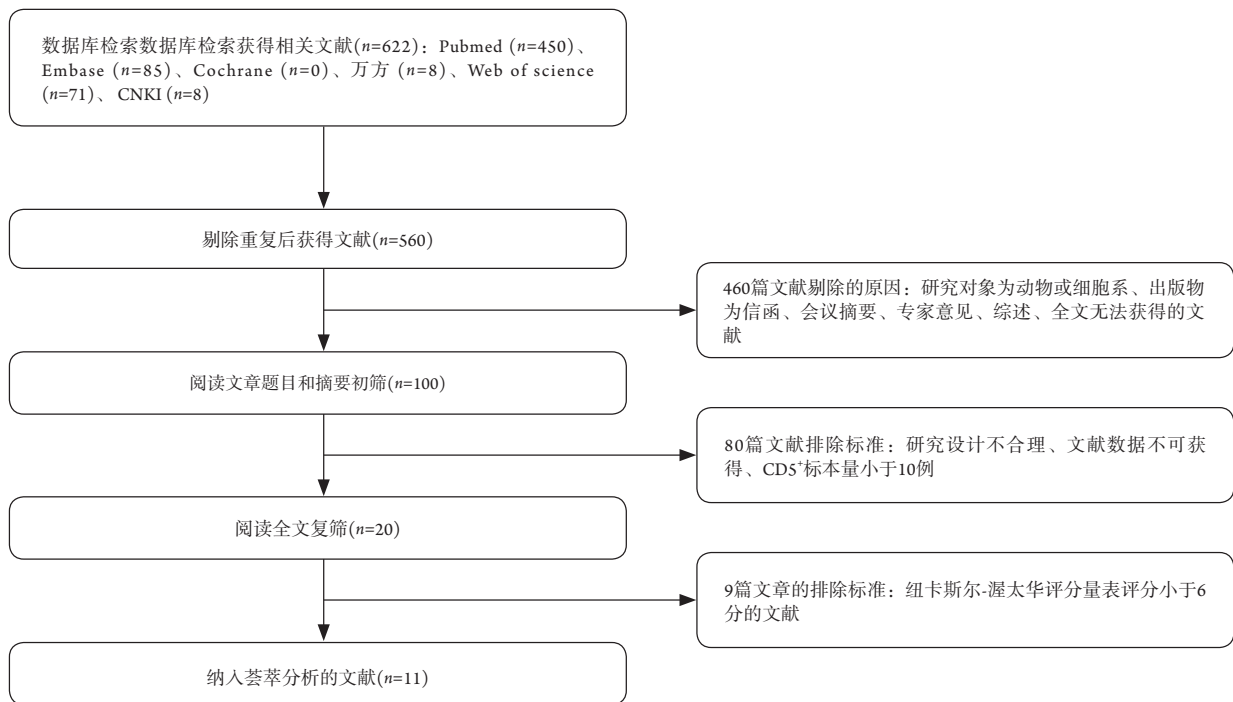 数据库检索数据库检索获得相关文献(n=622)：Pubmed (n=450)、
Embase (n=85)、Cochrane (n=0)、万方 (n=8)、Web of science
(n=71)、 CNKI (n=8)
剔除重复后获得文献(n=560)
460篇文献剔除的原因：研究对象为动物或细胞系、出版物
为信函、会议摘要、专家意见、综述、全文无法获得的文
献
阅读文章题目和摘要初筛(n=100)
80篇文献排除标准：研究设计不合理、文献数据不可获
得、CD5⁺标本量小于10例
阅读全文复筛(n=20)
9篇文章的排除标准：纽卡斯尔-渥太华评分量表评分小于6
分的文献
纳入荟萃分析的文献(n=11)